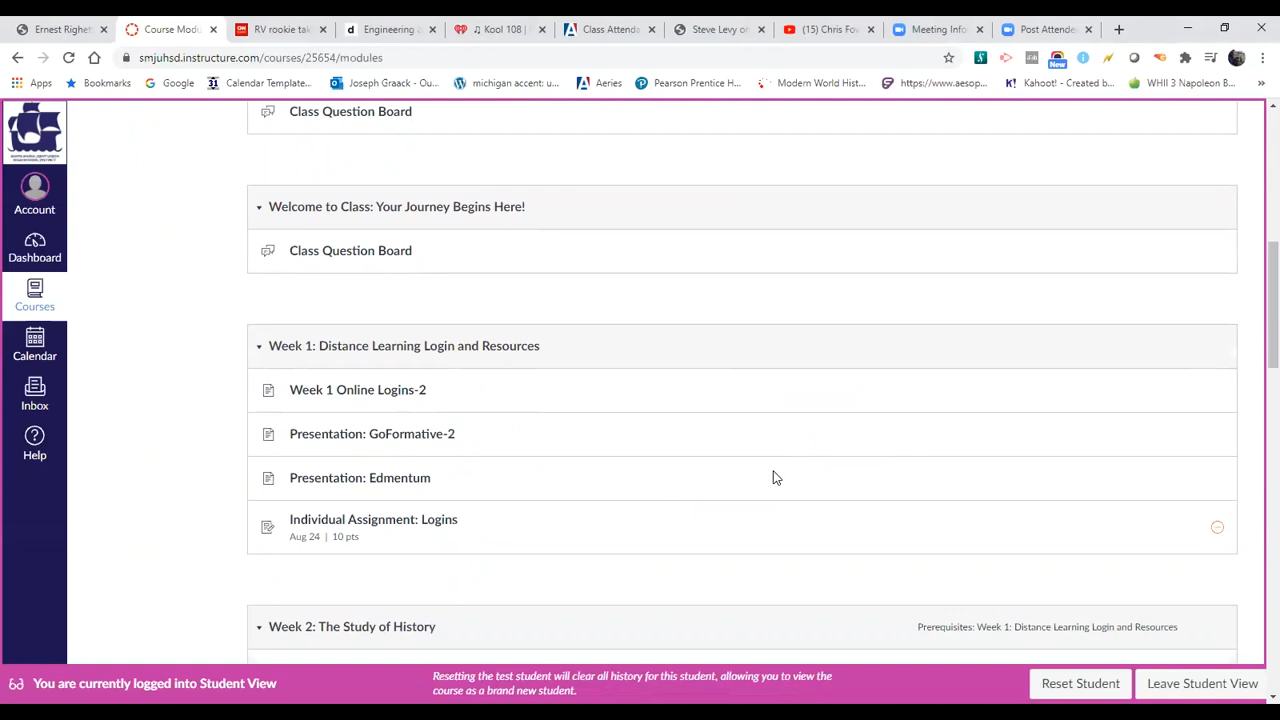 Ernest Righ
Course Modu
RV rookie tak
Engineering 2
Kool 108 |
Class Attenda
Steve Levy on
(15) Chris Fo
Meeting Info
Post Attende
smjuhsd.instructure.com/courses/25654/modules
New
Apps
Bookmarks
Google
31
Calendar Template...
Joseph Graack - Ou...
michigan accent: u...
Aeries
Pearson Prentice H...
Modern World Hist...
https://www.aesop...
Kahoot! - Created b...
WHII 3 Napoleon B...
Account
Dashboard
Courses
Calendar
Inbox
Help
Class Question Board
Welcome to Class: Your Journey Begins Here!
Class Question Board
Week 1: Distance Learning Login and Resources
Week 1 Online Logins-2
Presentation: GoFormative-2
Presentation: Edmentum
Individual Assignment: Logins
Aug 24 | 10 pts
Week 2: The Study of History
Prerequisites: Week 1: Distance Learning Login and Resources
You are currently logged into Student View
Resetting the test student will clear all history for this student, allowing you to view the
course as a brand new student.
Reset Student
Leave Student View